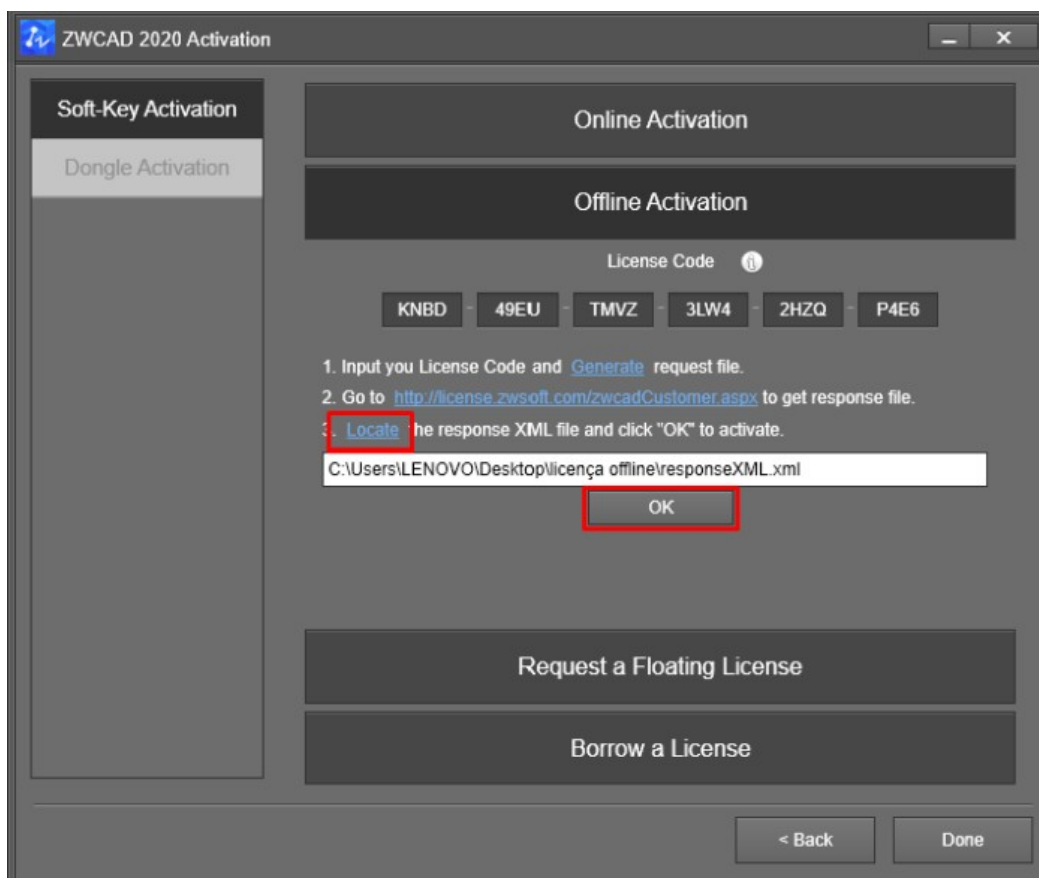 ZWCAD 2020 Activation
Soft-Key Activation
Dongle Activation
Online Activation
Offline Activation
License Code
KNBD - 49EU - TMVZ - 3LW4 - 2HZQ - P4E6
1. Input you License Code and Generate request file.
2. Go to http://license.zwsoft.com/zwcadCustomer.aspx to get response file.
3. Locate the response XML file and click "OK" to activate.
C:\Users\LENOVO\Desktop\licença offline\responseXML.xml
OK
Request a Floating License
Borrow a License
< Back
Done